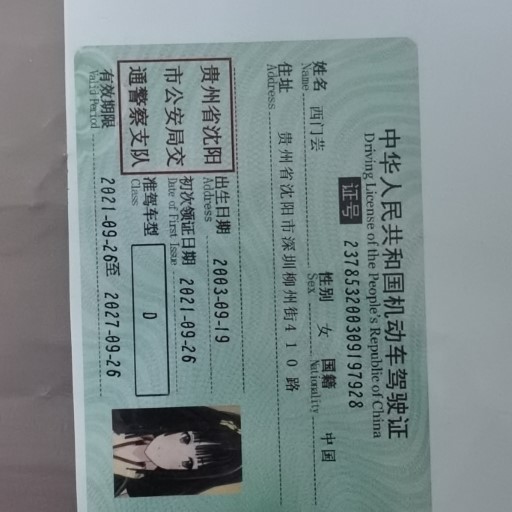 中华人民共和国机动车驾驶证
Driving License of the People's Republic of China
证号 237853200309197928
姓名 西门芸 性别 女 国籍 中国
Name Sex Nationality
住址 贵州省沈阳市深圳柳州街410路
Address
贵州省沈阳
市公安局交
通警察支队
出生日期 2003-09-19
Address
初次领证日期 2021-09-26
Date of First Issue
准驾车型 D
Class
有效期限 2021-09-26至 2027-09-26
Valid Period